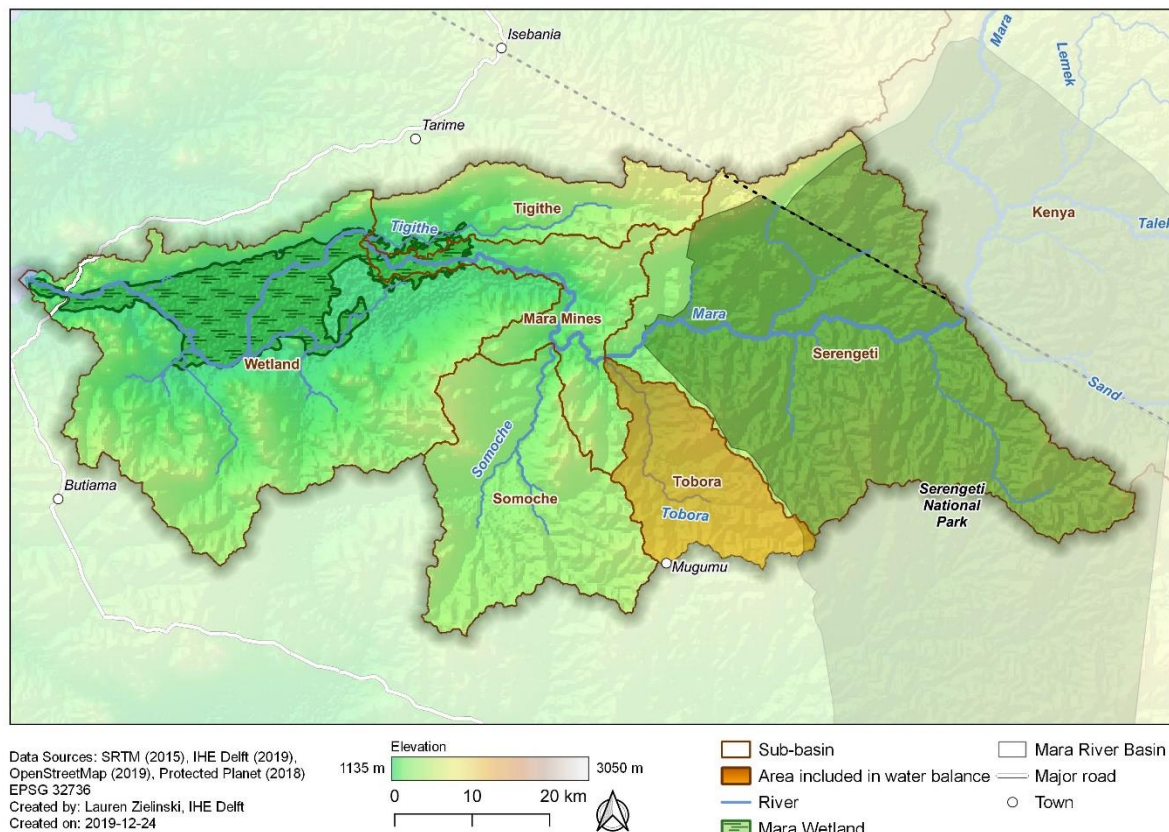 Isebania
Mara
Lemek
Tarime
Tigithe
Tigithe
Kenya
Talek
Mara
Mara Mines
Serengeti
Wetland
Sand
Somoche
Tobora
Butiama
Somoche
Tobora
Serengeti
National
Park
Mugumu
Data Sources: SRTM (2015), IHE Delft (2019),
OpenStreetMap (2019), Protected Planet (2018)
EPSG 32736
Created by: Lauren Zielinski, IHE Delft
Created on: 2019-12-24
Elevation
1135 m 3050 m
0 10 20 km
Sub-basin
Area included in water balance
River
Mara Wetland
Mara River Basin
Major road
Town